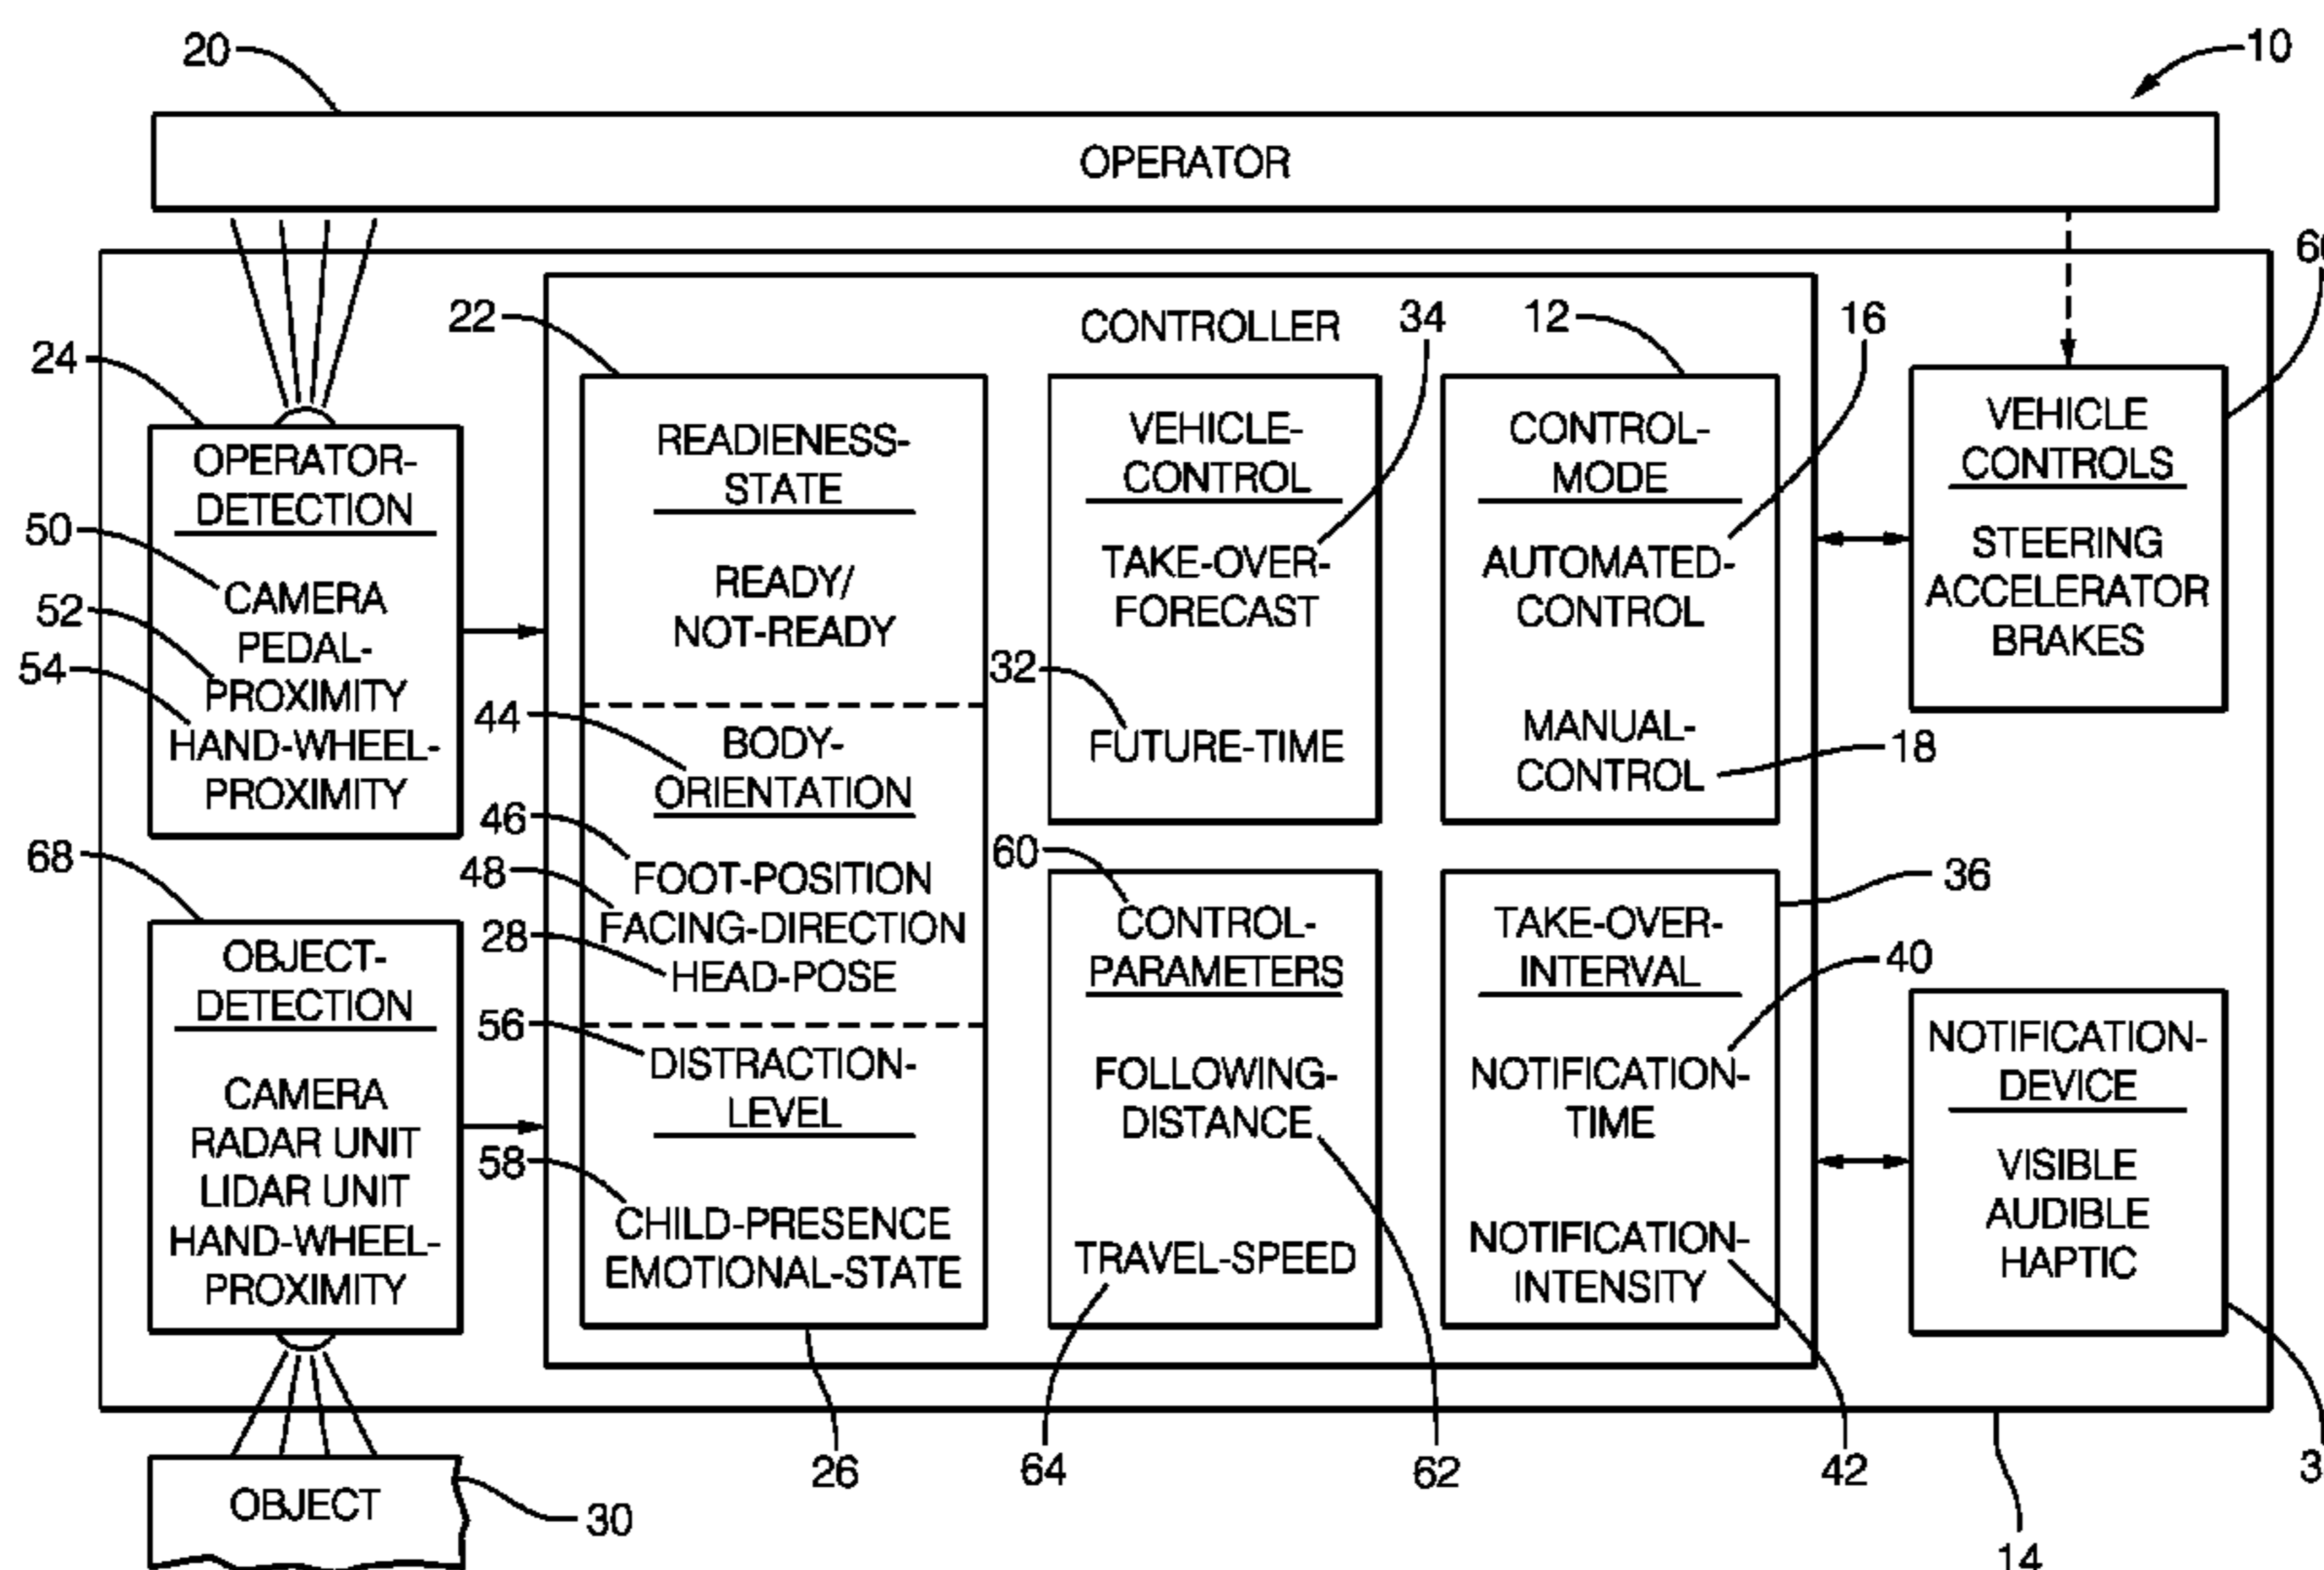 20
10
OPERATOR
24
OPERATOR-
DETECTION
50
CAMERA
52
PEDAL-
PROXIMITY
54
HAND-WHEEL-
PROXIMITY
68
OBJECT-
DETECTION
CAMERA
RADAR UNIT
LIDAR UNIT
HAND-WHEEL-
PROXIMITY
OBJECT
30
CONTROLLER
22
READIENESS-
STATE
READY/
NOT-READY
44
BODY-
ORIENTATION
46
FOOT-POSITION
48
FACING-DIRECTION
28
HEAD-POSE
56
DISTRACTION-
LEVEL
58
CHILD-PRESENCE
EMOTIONAL-STATE
26
34
VEHICLE-
CONTROL
TAKE-OVER-
FORECAST
32
FUTURE-TIME
60
CONTROL-
PARAMETERS
FOLLOWING-
DISTANCE
TRAVEL-SPEED
64
62
12
16
CONTROL-
MODE
AUTOMATED-
CONTROL
MANUAL-
CONTROL
18
36
TAKE-OVER-
INTERVAL
40
NOTIFICATION-
TIME
NOTIFICATION-
INTENSITY
42
VEHICLE
CONTROLS
STEERING
ACCELERATOR
BRAKES
NOTIFICATION-
DEVICE
VISIBLE
AUDIBLE
HAPTIC
14